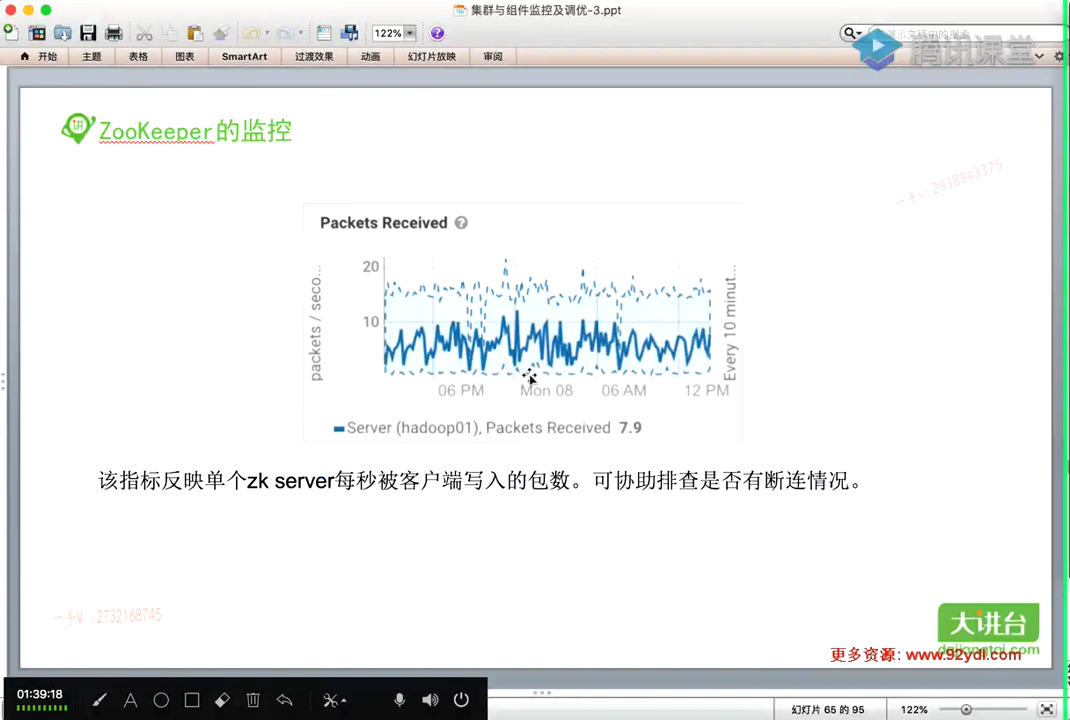 集群与组件监控及调优-3.ppt
122%
腾讯课堂
开始 主题 表格 图表 SmartArt 过渡效果 动画 幻灯片放映 审阅
ZooKeeper的监控
一手v:2938843375
Packets Received
packets / seco...
20
10
Every 10 minut...
06 PM Mon 08 06 AM 12 PM
Server (hadoop01), Packets Received 7.9
该指标反映单个zk server每秒被客户端写入的包数。可协助排查是否有断连情况。
一手V :2732168745
大讲台
dajiangtai.com
更多资源: www.92ydl.com
01:39:18
幻灯片 65 的 95 122%